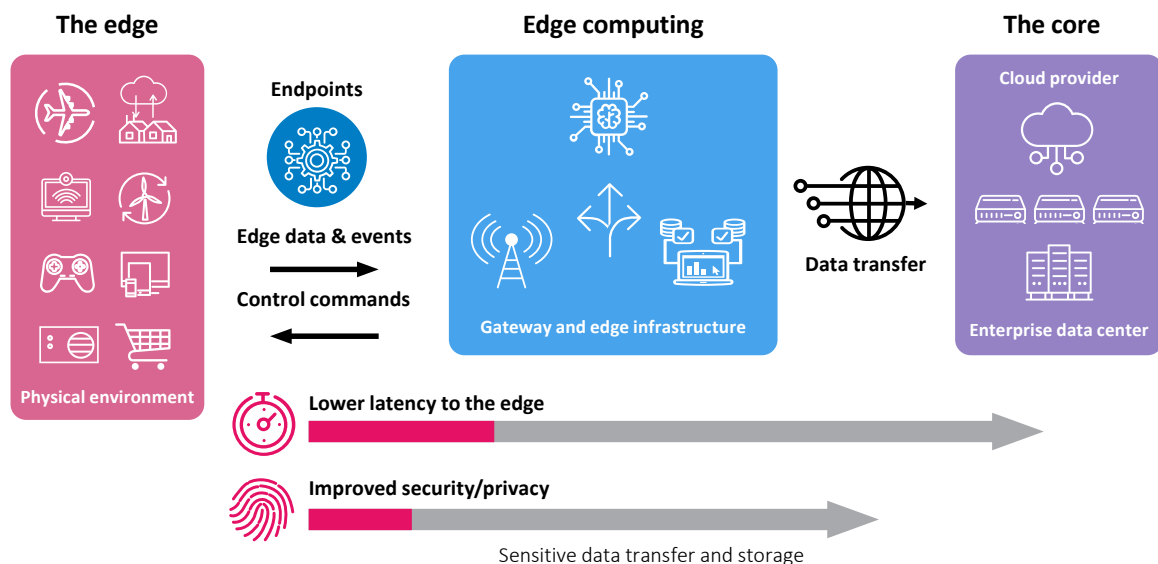 The edge
Edge computing
The core
Endpoints
Cloud provider
Edge data & events
Control commands
Data transfer
Gateway and edge infrastructure
Enterprise data center
Physical environment
Lower latency to the edge
Improved security/privacy
Sensitive data transfer and storage